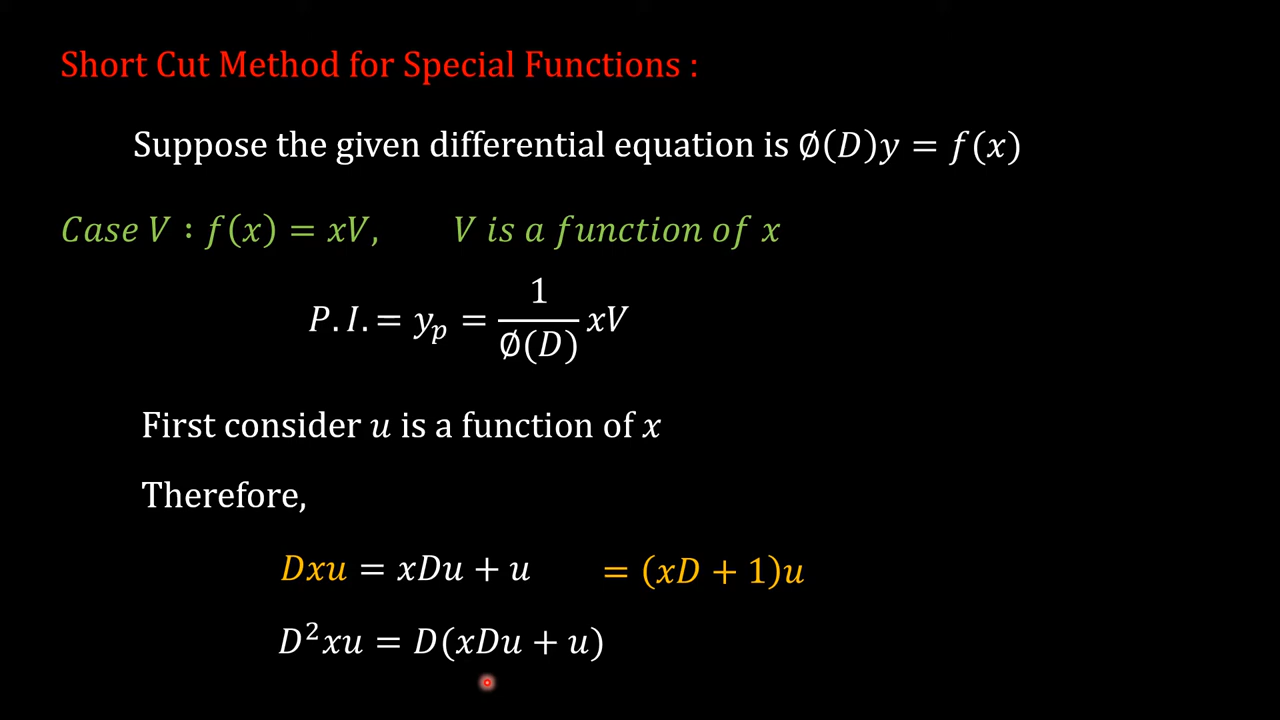 Short Cut Method for Special Functions :
Suppose the given differential equation is ∅(D)y = f(x)
Case V : f(x) = xV, V is a function of x
P. I. = yₚ = 1/∅(D) xV
First consider u is a function of x
Therefore,
Dxu = xDu + u = (xD + 1)u
D²xu = D(xDu + u)